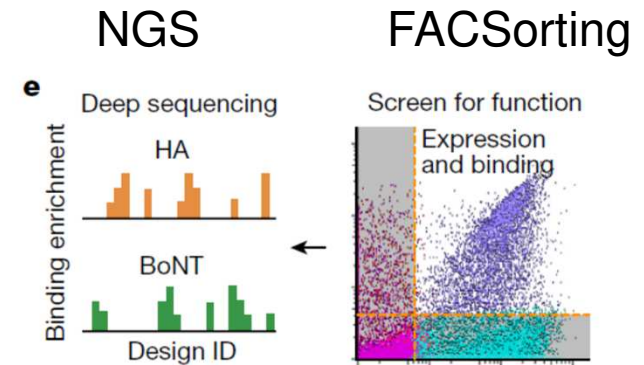 NGS
FACSorting
e
Deep sequencing
Screen for function
Binding enrichment
HA
BoNT
Design ID
Expression
and binding